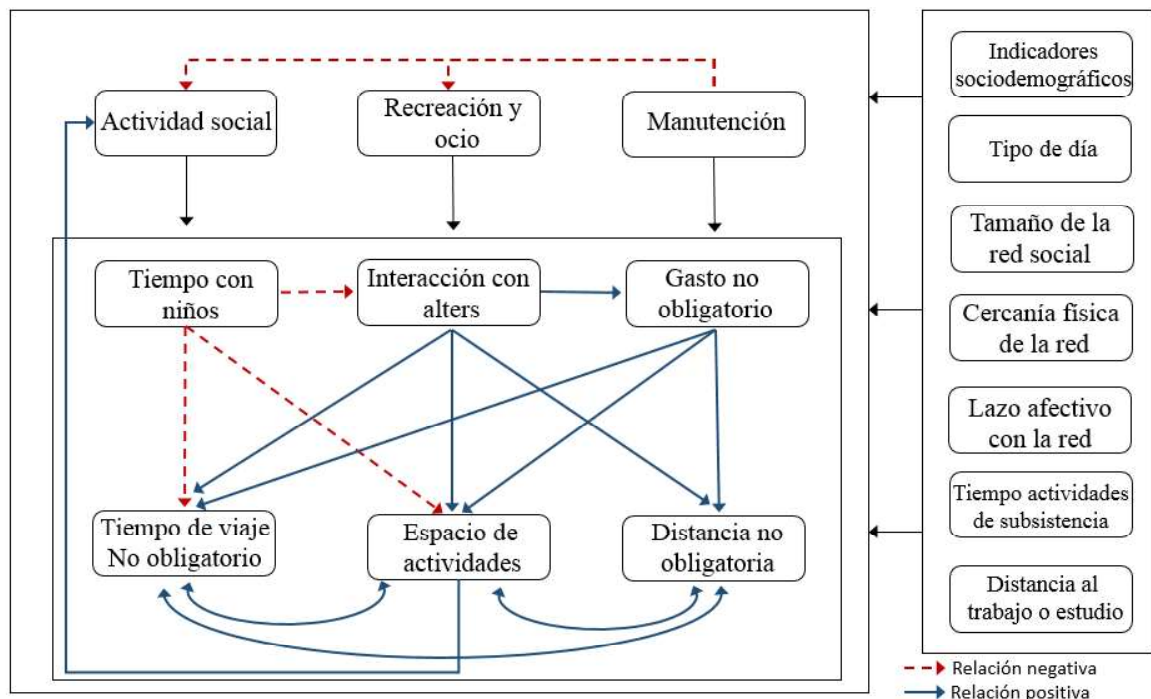 Actividad social
Recreación y
ocio
Manutención
Tiempo con
niños
Interacción con
alters
Gasto no
obligatorio
Tiempo de viaje
No obligatorio
Espacio de
actividades
Distancia no
obligatoria
Indicadores
sociodemográficos
Tipo de día
Tamaño de la
red social
Cercanía física
de la red
Lazo afectivo
con la red
Tiempo actividades
de subsistencia
Distancia al
trabajo o estudio
Relación negativa
Relación positiva